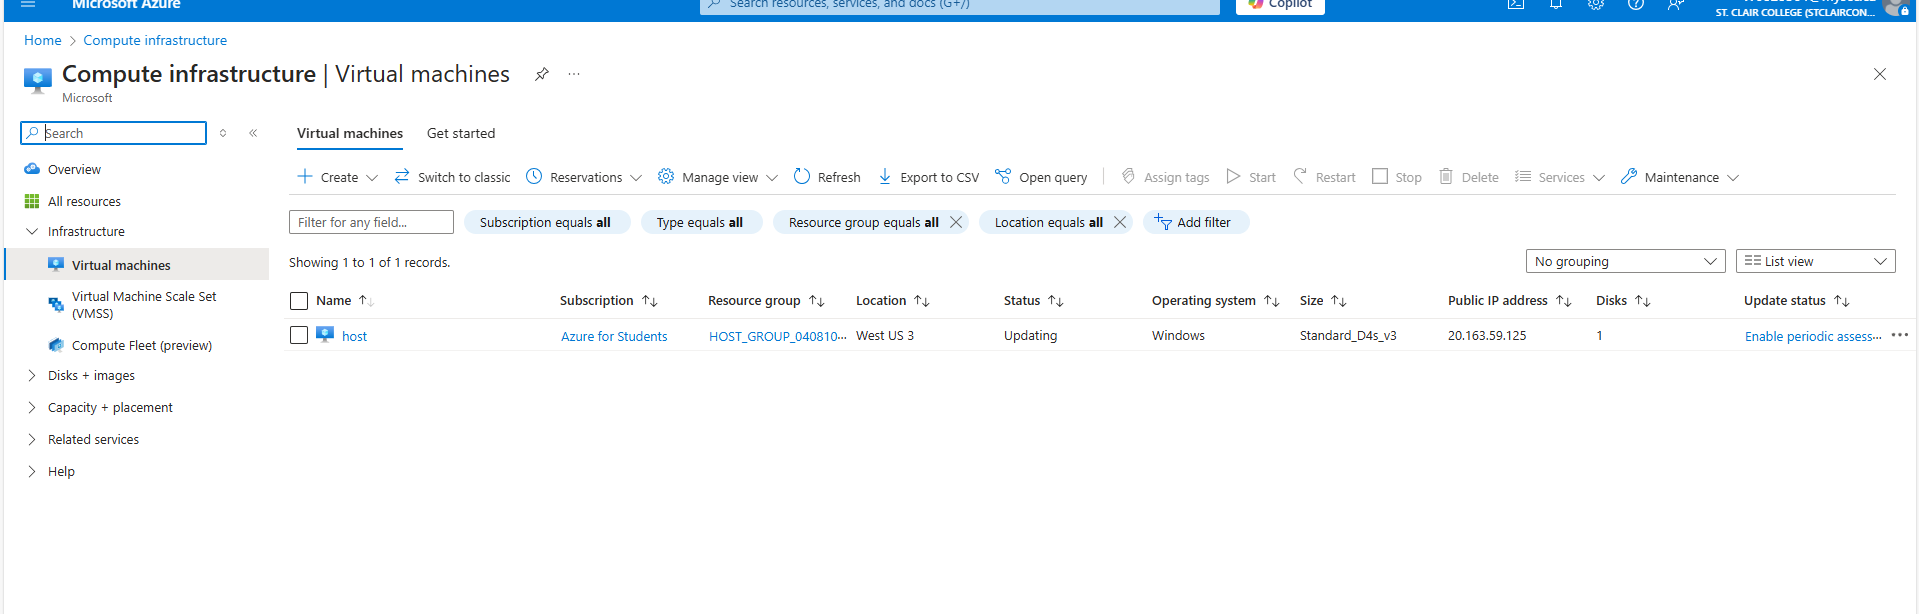 Microsoft Azure
Search resources, services, and docs (G+/)
Copilot
ST. CLAIR COLLEGE (STCLAIRCON...
Home > Compute infrastructure
Compute infrastructure | Virtual machines
...
Microsoft
Search
Overview
All resources
Infrastructure
Virtual machines
Virtual Machine Scale Set
(VMSS)
Compute Fleet (preview)
Disks + images
Capacity + placement
Related services
Help
Virtual machines Get started
Create Switch to classic Reservations Manage view Refresh Export to CSV Open query Assign tags Start Restart Stop Delete Services Maintenance
Filter for any field... Subscription equals all Type equals all Resource group equals all Location equals all Add filter
Showing 1 to 1 of 1 records.
No grouping List view
Name Subscription Resource group Location Status Operating system Size Public IP address Disks Update status
host Azure for Students HOST_GROUP_040810... West US 3 Updating Windows Standard_D4s_v3 20.163.59.125 1 Enable periodic assess... ...